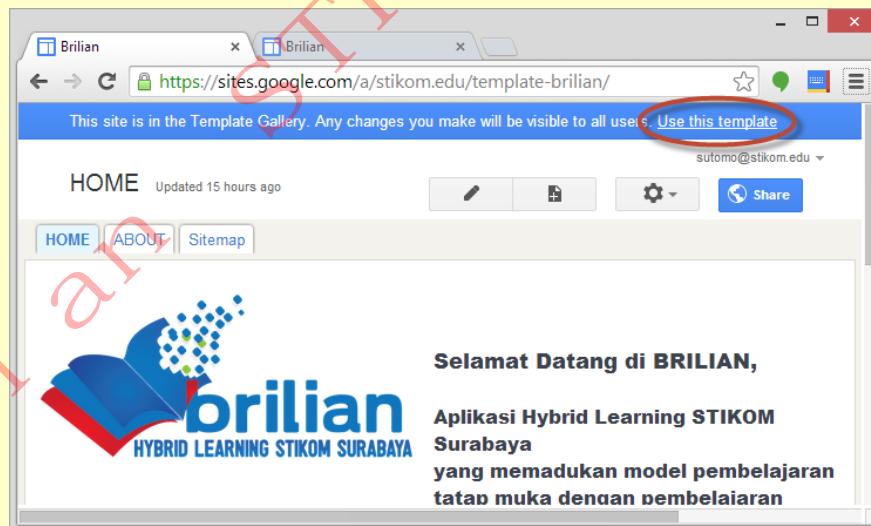 Brilian
Brilian
https://sites.google.com/a/stikom.edu/template-brilian/
This site is in the Template Gallery. Any changes you make will be visible to all users. Use this template
sutomo@stikom.edu
HOME Updated 15 hours ago
Share
HOME ABOUT Sitemap
brilian
HYBRID LEARNING STIKOM SURABAYA
Selamat Datang di BRILIAN,
Aplikasi Hybrid Learning STIKOM
Surabaya
yang memadukan model pembelajaran
tatap muka dengan pembelajaran